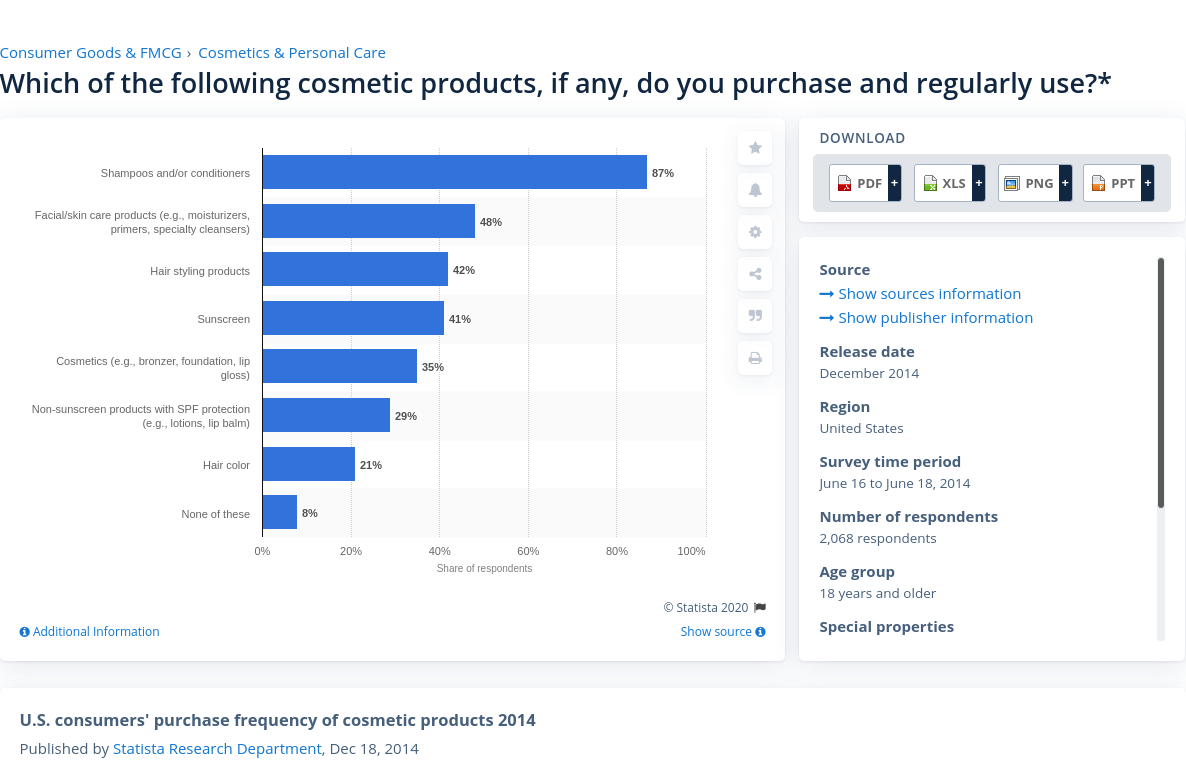 Consumer Goods & FMCG › Cosmetics & Personal Care
Which of the following cosmetic products, if any, do you purchase and regularly use?*
Shampoos and/or conditioners
87%
Facial/skin care products (e.g., moisturizers,
primers, specialty cleansers)
48%
Hair styling products
42%
Sunscreen
41%
Cosmetics (e.g., bronzer, foundation, lip
gloss)
35%
Non-sunscreen products with SPF protection
(e.g., lotions, lip balm)
29%
Hair color
21%
None of these
8%
0% 20% 40% 60% 80% 100%
Share of respondents
© Statista 2020
Additional Information
Show source
DOWNLOAD
PDF + XLS + PNG + PPT +
Source
Show sources information
Show publisher information
Release date
December 2014
Region
United States
Survey time period
June 16 to June 18, 2014
Number of respondents
2,068 respondents
Age group
18 years and older
Special properties
U.S. consumers' purchase frequency of cosmetic products 2014
Published by Statista Research Department, Dec 18, 2014